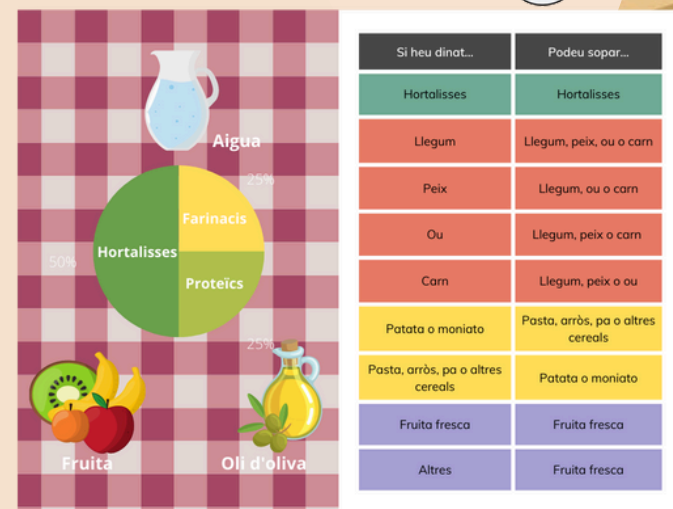 Aigua
25%
Farinacis
Hortalisses
50%
Proteïcs
25%
Fruita
Oli d'oliva
Si heu dinat...
Podeu sopar...
Hortalisses
Hortalisses
Llegum
Llegum, peix, ou o carn
Peix
Llegum, ou o carn
Ou
Llegum, peix o carn
Carn
Llegum, peix o ou
Patata o moniato
Pasta, arròs, pa o altres
cereals
Pasta, arròs, pa o altres
cereals
Patata o moniato
Fruita fresca
Fruita fresca
Altres
Fruita fresca